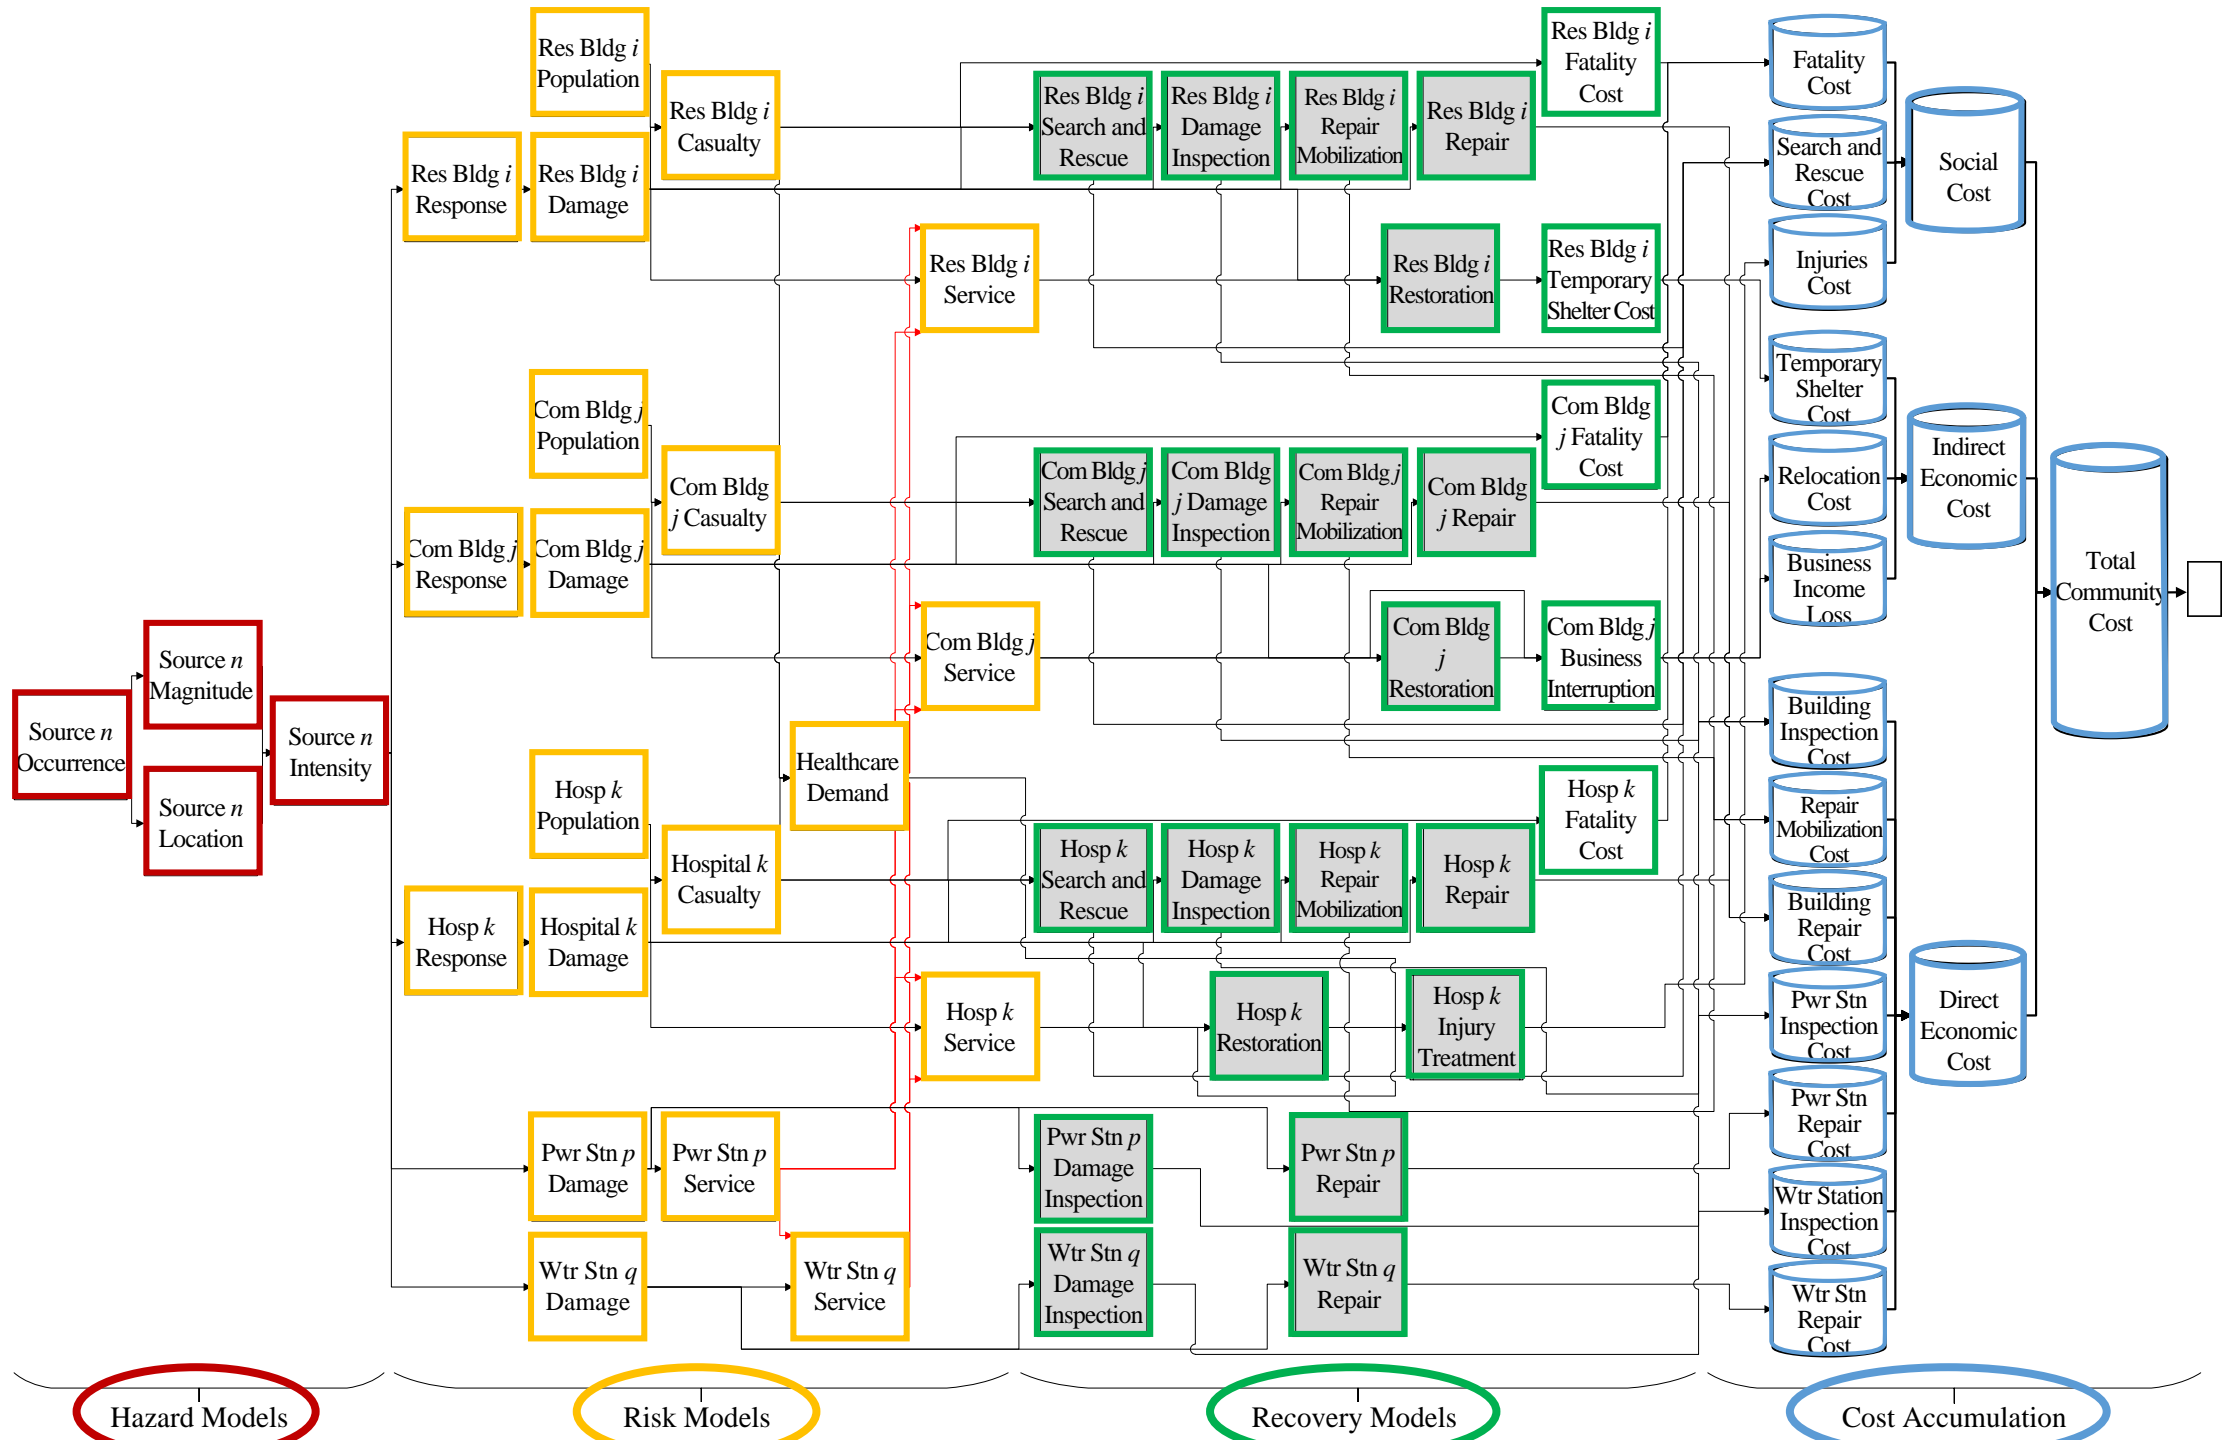 Source n
Occurrence
Source n
Magnitude
Source n
Location
Source n
Intensity
Res Bldg i
Population
Res Bldg i
Casualty
Res Bldg i
Response
Res Bldg i
Damage
Res Bldg i
Service
Res Bldg i
Search and
Rescue
Res Bldg i
Damage
Inspection
Res Bldg i
Repair
Mobilization
Res Bldg i
Repair
Res Bldg i
Fatality
Cost
Res Bldg i
Restoration
Res Bldg i
Temporary
Shelter Cost
Com Bldg j
Population
Com Bldg
j Casualty
Com Bldg j
Response
Com Bldg j
Damage
Com Bldg j
Service
Com Bldg j
Search and
Rescue
Com Bldg
j Damage
Inspection
Com Bldg j
Repair
Mobilization
Com Bldg
j Repair
Com Bldg
j Fatality
Cost
Com Bldg
j
Restoration
Com Bldg j
Business
Interruption
Healthcare
Demand
Hosp k
Population
Hospital k
Casualty
Hosp k
Response
Hospital k
Damage
Hosp k
Service
Hosp k
Search and
Rescue
Hosp k
Damage
Inspection
Hosp k
Repair
Mobilization
Hosp k
Repair
Hosp k
Fatality
Cost
Hosp k
Restoration
Hosp k
Injury
Treatment
Pwr Stn p
Damage
Pwr Stn p
Service
Pwr Stn p
Damage
Inspection
Pwr Stn p
Repair
Wtr Stn q
Damage
Wtr Stn q
Service
Wtr Stn q
Damage
Inspection
Wtr Stn q
Repair
Fatality
Cost
Search and
Rescue
Cost
Injuries
Cost
Temporary
Shelter
Cost
Relocation
Cost
Business
Income
Loss
Building
Inspection
Cost
Repair
Mobilization
Cost
Building
Repair
Cost
Pwr Stn
Inspection
Cost
Pwr Stn
Repair
Cost
Wtr Station
Inspection
Cost
Wtr Stn
Repair
Cost
Social
Cost
Indirect
Economic
Cost
Direct
Economic
Cost
Total
Community
Cost
Hazard Models
Risk Models
Recovery Models
Cost Accumulation